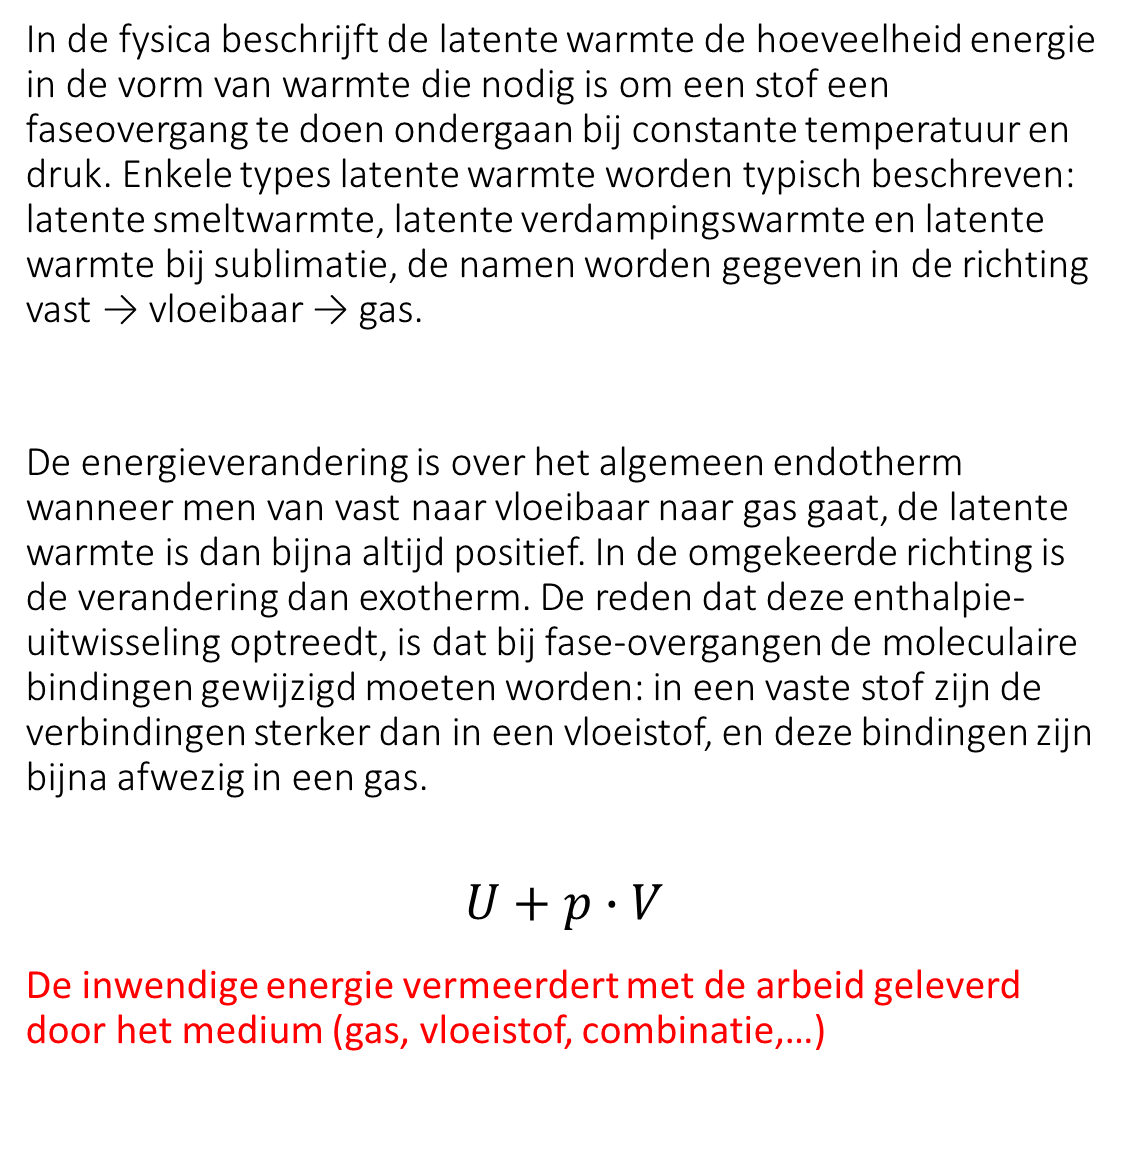 In de fysica beschrijft de latente warmte de hoeveelheid energie
in de vorm van warmte die nodig is om een stof een
faseovergang te doen ondergaan bij constante temperatuur en
druk. Enkele types latente warmte worden typisch beschreven:
latente smeltwarmte, latente verdampingswarmte en latente
warmte bij sublimatie, de namen worden gegeven in de richting
vast → vloeibaar → gas.
De energieverandering is over het algemeen endotherm
wanneer men van vast naar vloeibaar naar gas gaat, de latente
warmte is dan bijna altijd positief. In de omgekeerde richting is
de verandering dan exotherm. De reden dat deze enthalpie-
uitwisseling optreedt, is dat bij fase-overgangen de moleculaire
bindingen gewijzigd moeten worden: in een vaste stof zijn de
verbindingen sterker dan in een vloeistof, en deze bindingen zijn
bijna afwezig in een gas.
U + p · V
De inwendige energie vermeerdert met de arbeid geleverd
door het medium (gas, vloeistof, combinatie,...)